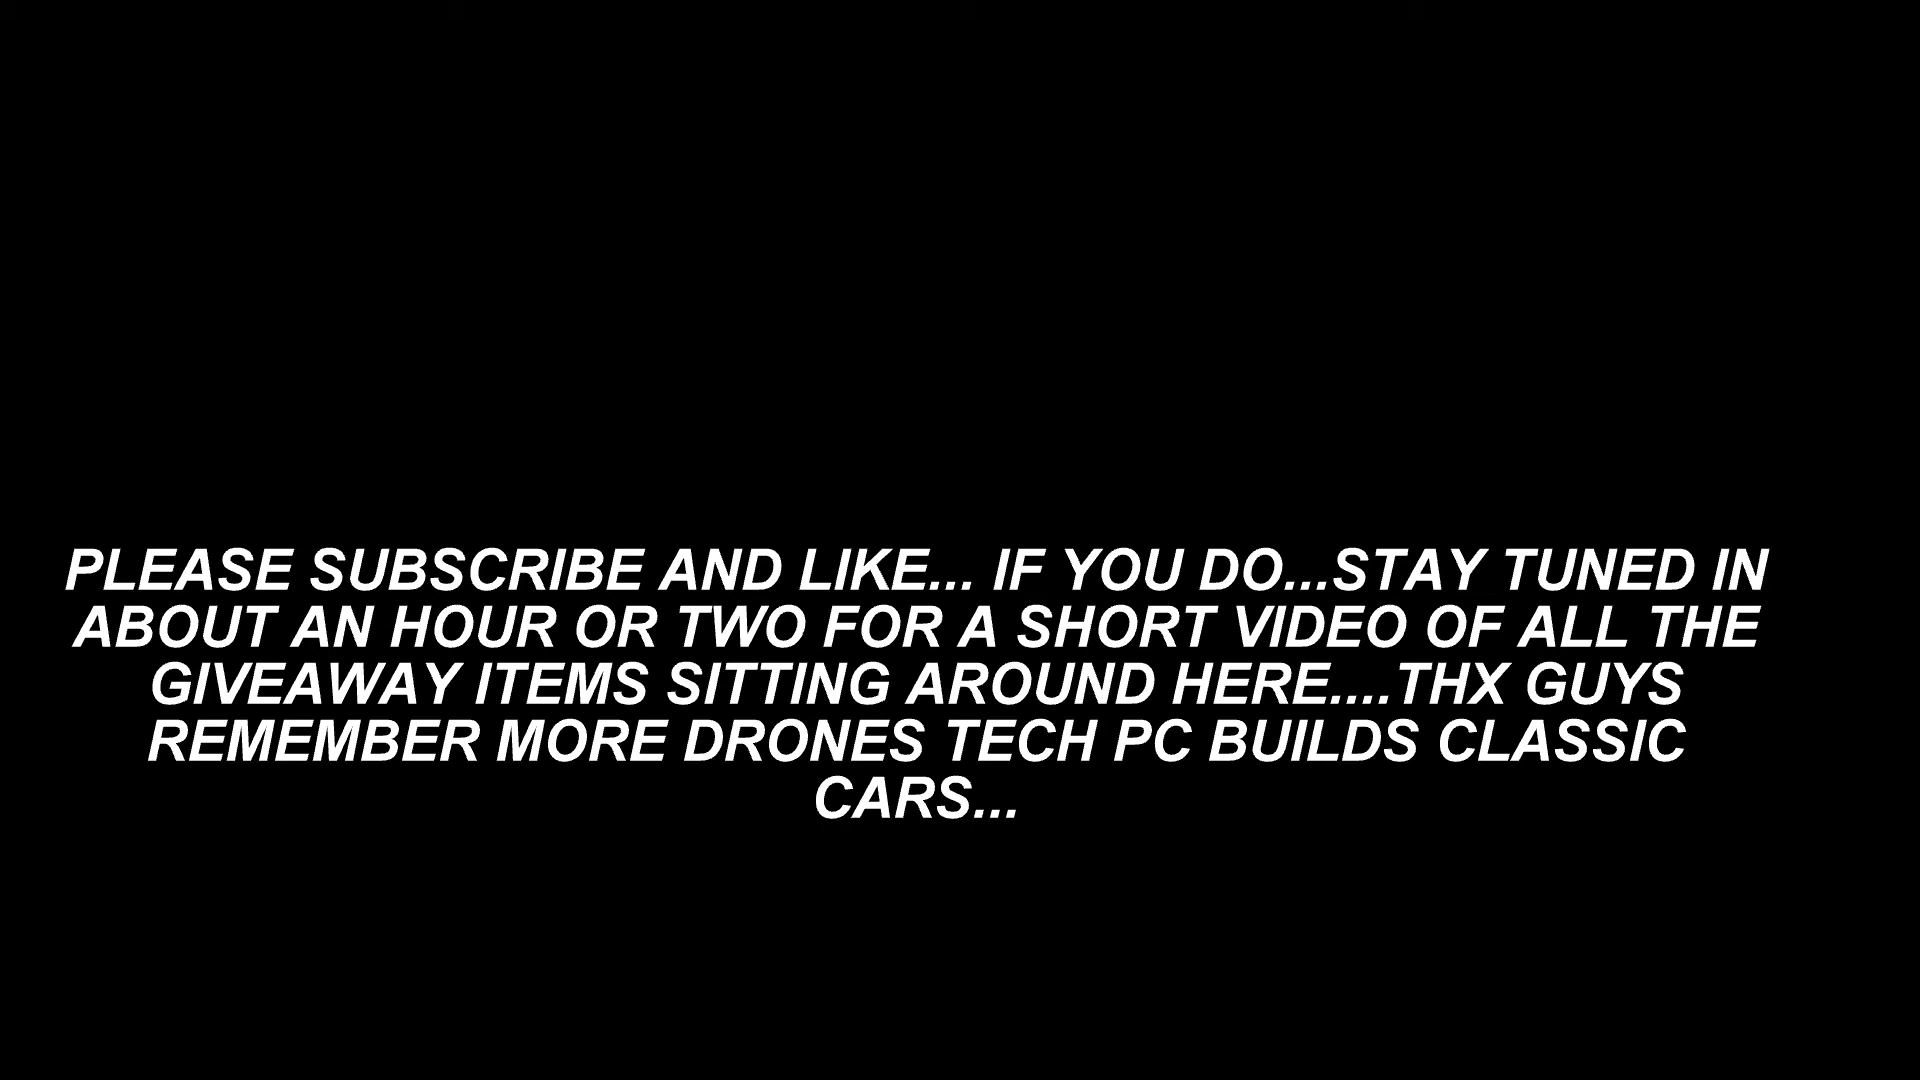 PLEASE SUBSCRIBE AND LIKE... IF YOU DO...STAY TUNED IN
ABOUT AN HOUR OR TWO FOR A SHORT VIDEO OF ALL THE
GIVEAWAY ITEMS SITTING AROUND HERE....THX GUYS
REMEMBER MORE DRONES TECH PC BUILDS CLASSIC
CARS...